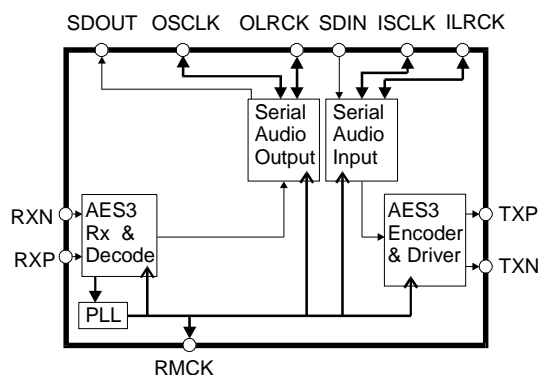 SDOUT OSCLK OLRCK SDIN ISCLK ILRCK
Serial
Audio
Output
Serial
Audio
Input
RXN
RXP
AES3
Rx &
Decode
AES3
Encoder
& Driver
TXP
TXN
PLL
RMCK